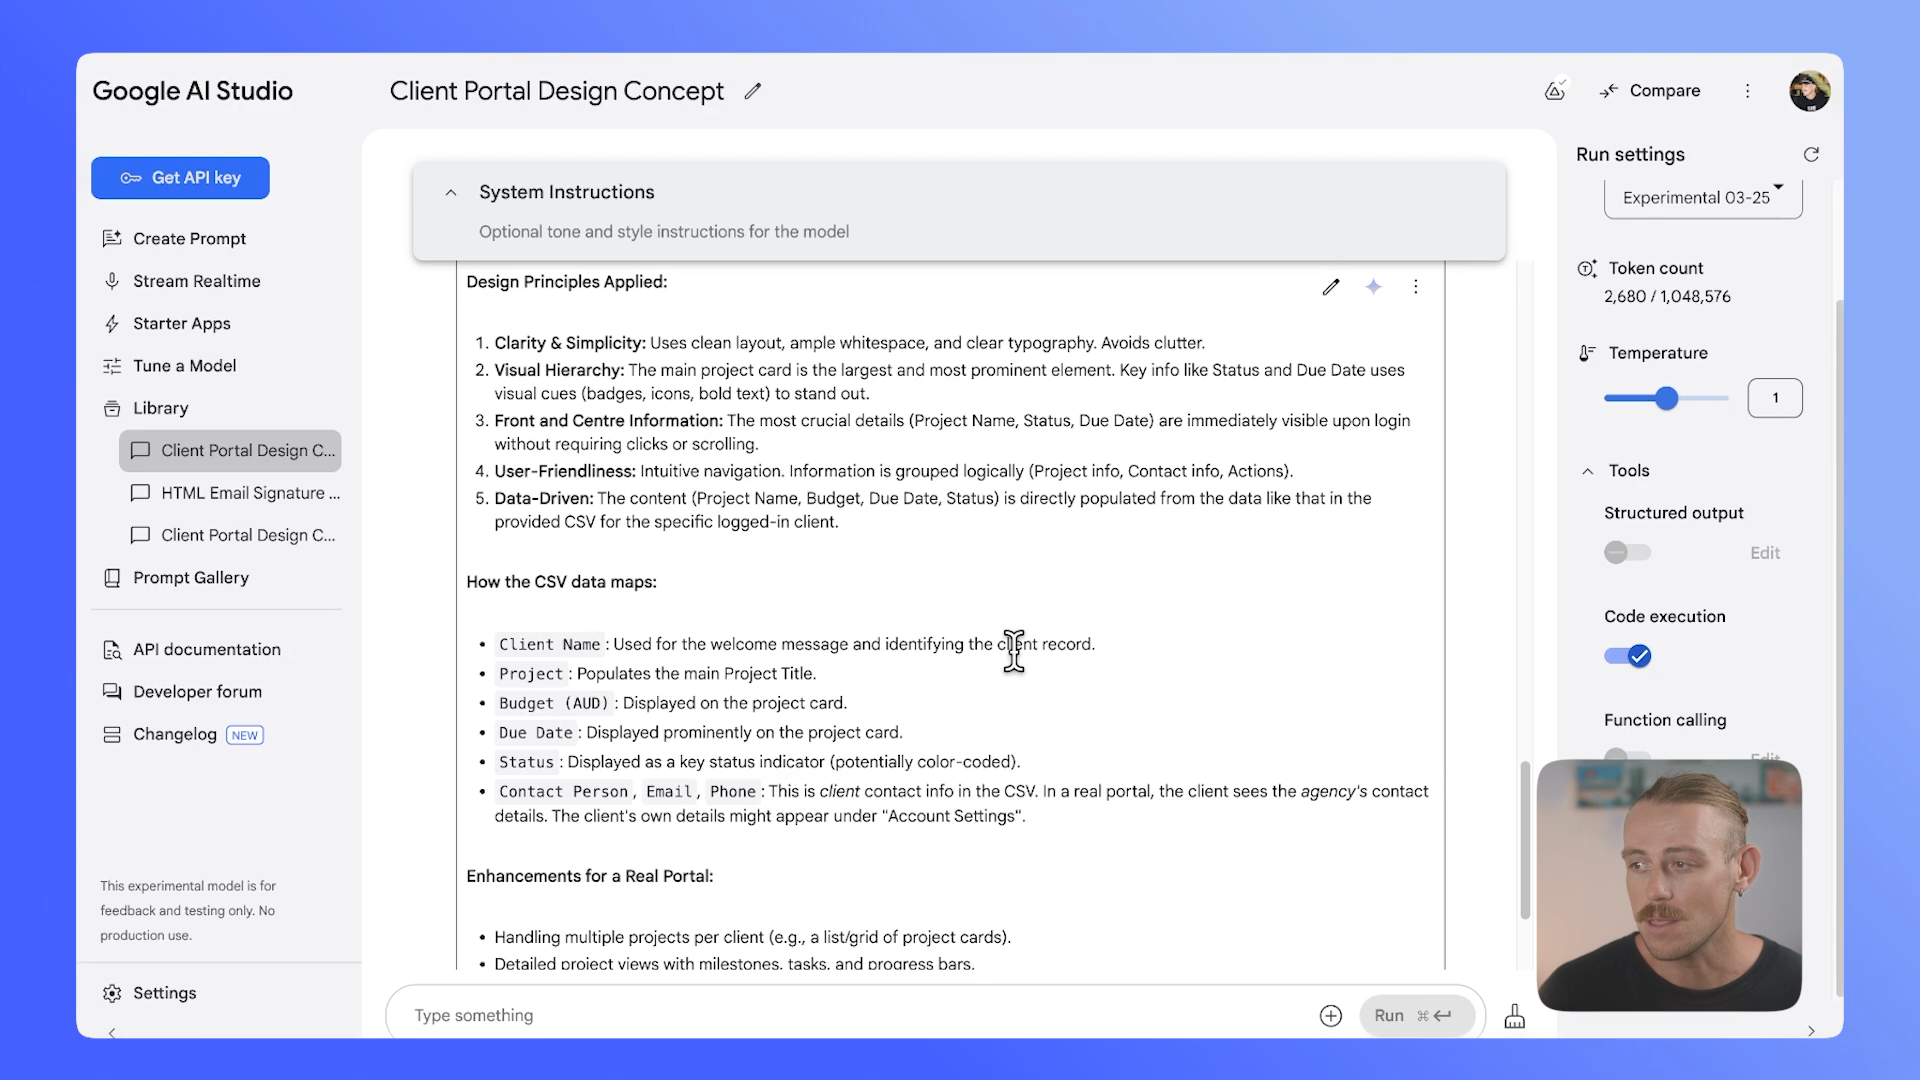 Google AI Studio
Client Portal Design Concept
Compare
Get API key
Create Prompt
Stream Realtime
Starter Apps
Tune a Model
Library
Client Portal Design C...
HTML Email Signature ...
Client Portal Design C...
Prompt Gallery
API documentation
Developer forum
Changelog NEW
This experimental model is for
feedback and testing only. No
production use.
Settings
System Instructions
Optional tone and style instructions for the model
Design Principles Applied:
1. Clarity & Simplicity: Uses clean layout, ample whitespace, and clear typography. Avoids clutter.
2. Visual Hierarchy: The main project card is the largest and most prominent element. Key info like Status and Due Date uses
visual cues (badges, icons, bold text) to stand out.
3. Front and Centre Information: The most crucial details (Project Name, Status, Due Date) are immediately visible upon login
without requiring clicks or scrolling.
4. User-Friendliness: Intuitive navigation. Information is grouped logically (Project info, Contact info, Actions).
5. Data-Driven: The content (Project Name, Budget, Due Date, Status) is directly populated from the data like that in the
provided CSV for the specific logged-in client.
How the CSV data maps:
• Client Name : Used for the welcome message and identifying the client record.
• Project : Populates the main Project Title.
• Budget (AUD) : Displayed on the project card.
• Due Date : Displayed prominently on the project card.
• Status : Displayed as a key status indicator (potentially color-coded).
• Contact Person , Email , Phone : This is client contact info in the CSV. In a real portal, the client sees the agency's contact
details. The client's own details might appear under "Account Settings".
Enhancements for a Real Portal:
• Handling multiple projects per client (e.g., a list/grid of project cards).
• Detailed project views with milestones, tasks, and progress bars.
Type something
Run ⌘ ↵
Run settings
Experimental 03-25
Token count
2,680 / 1,048,576
Temperature
1
Tools
Structured output
Edit
Code execution
Function calling
Edit